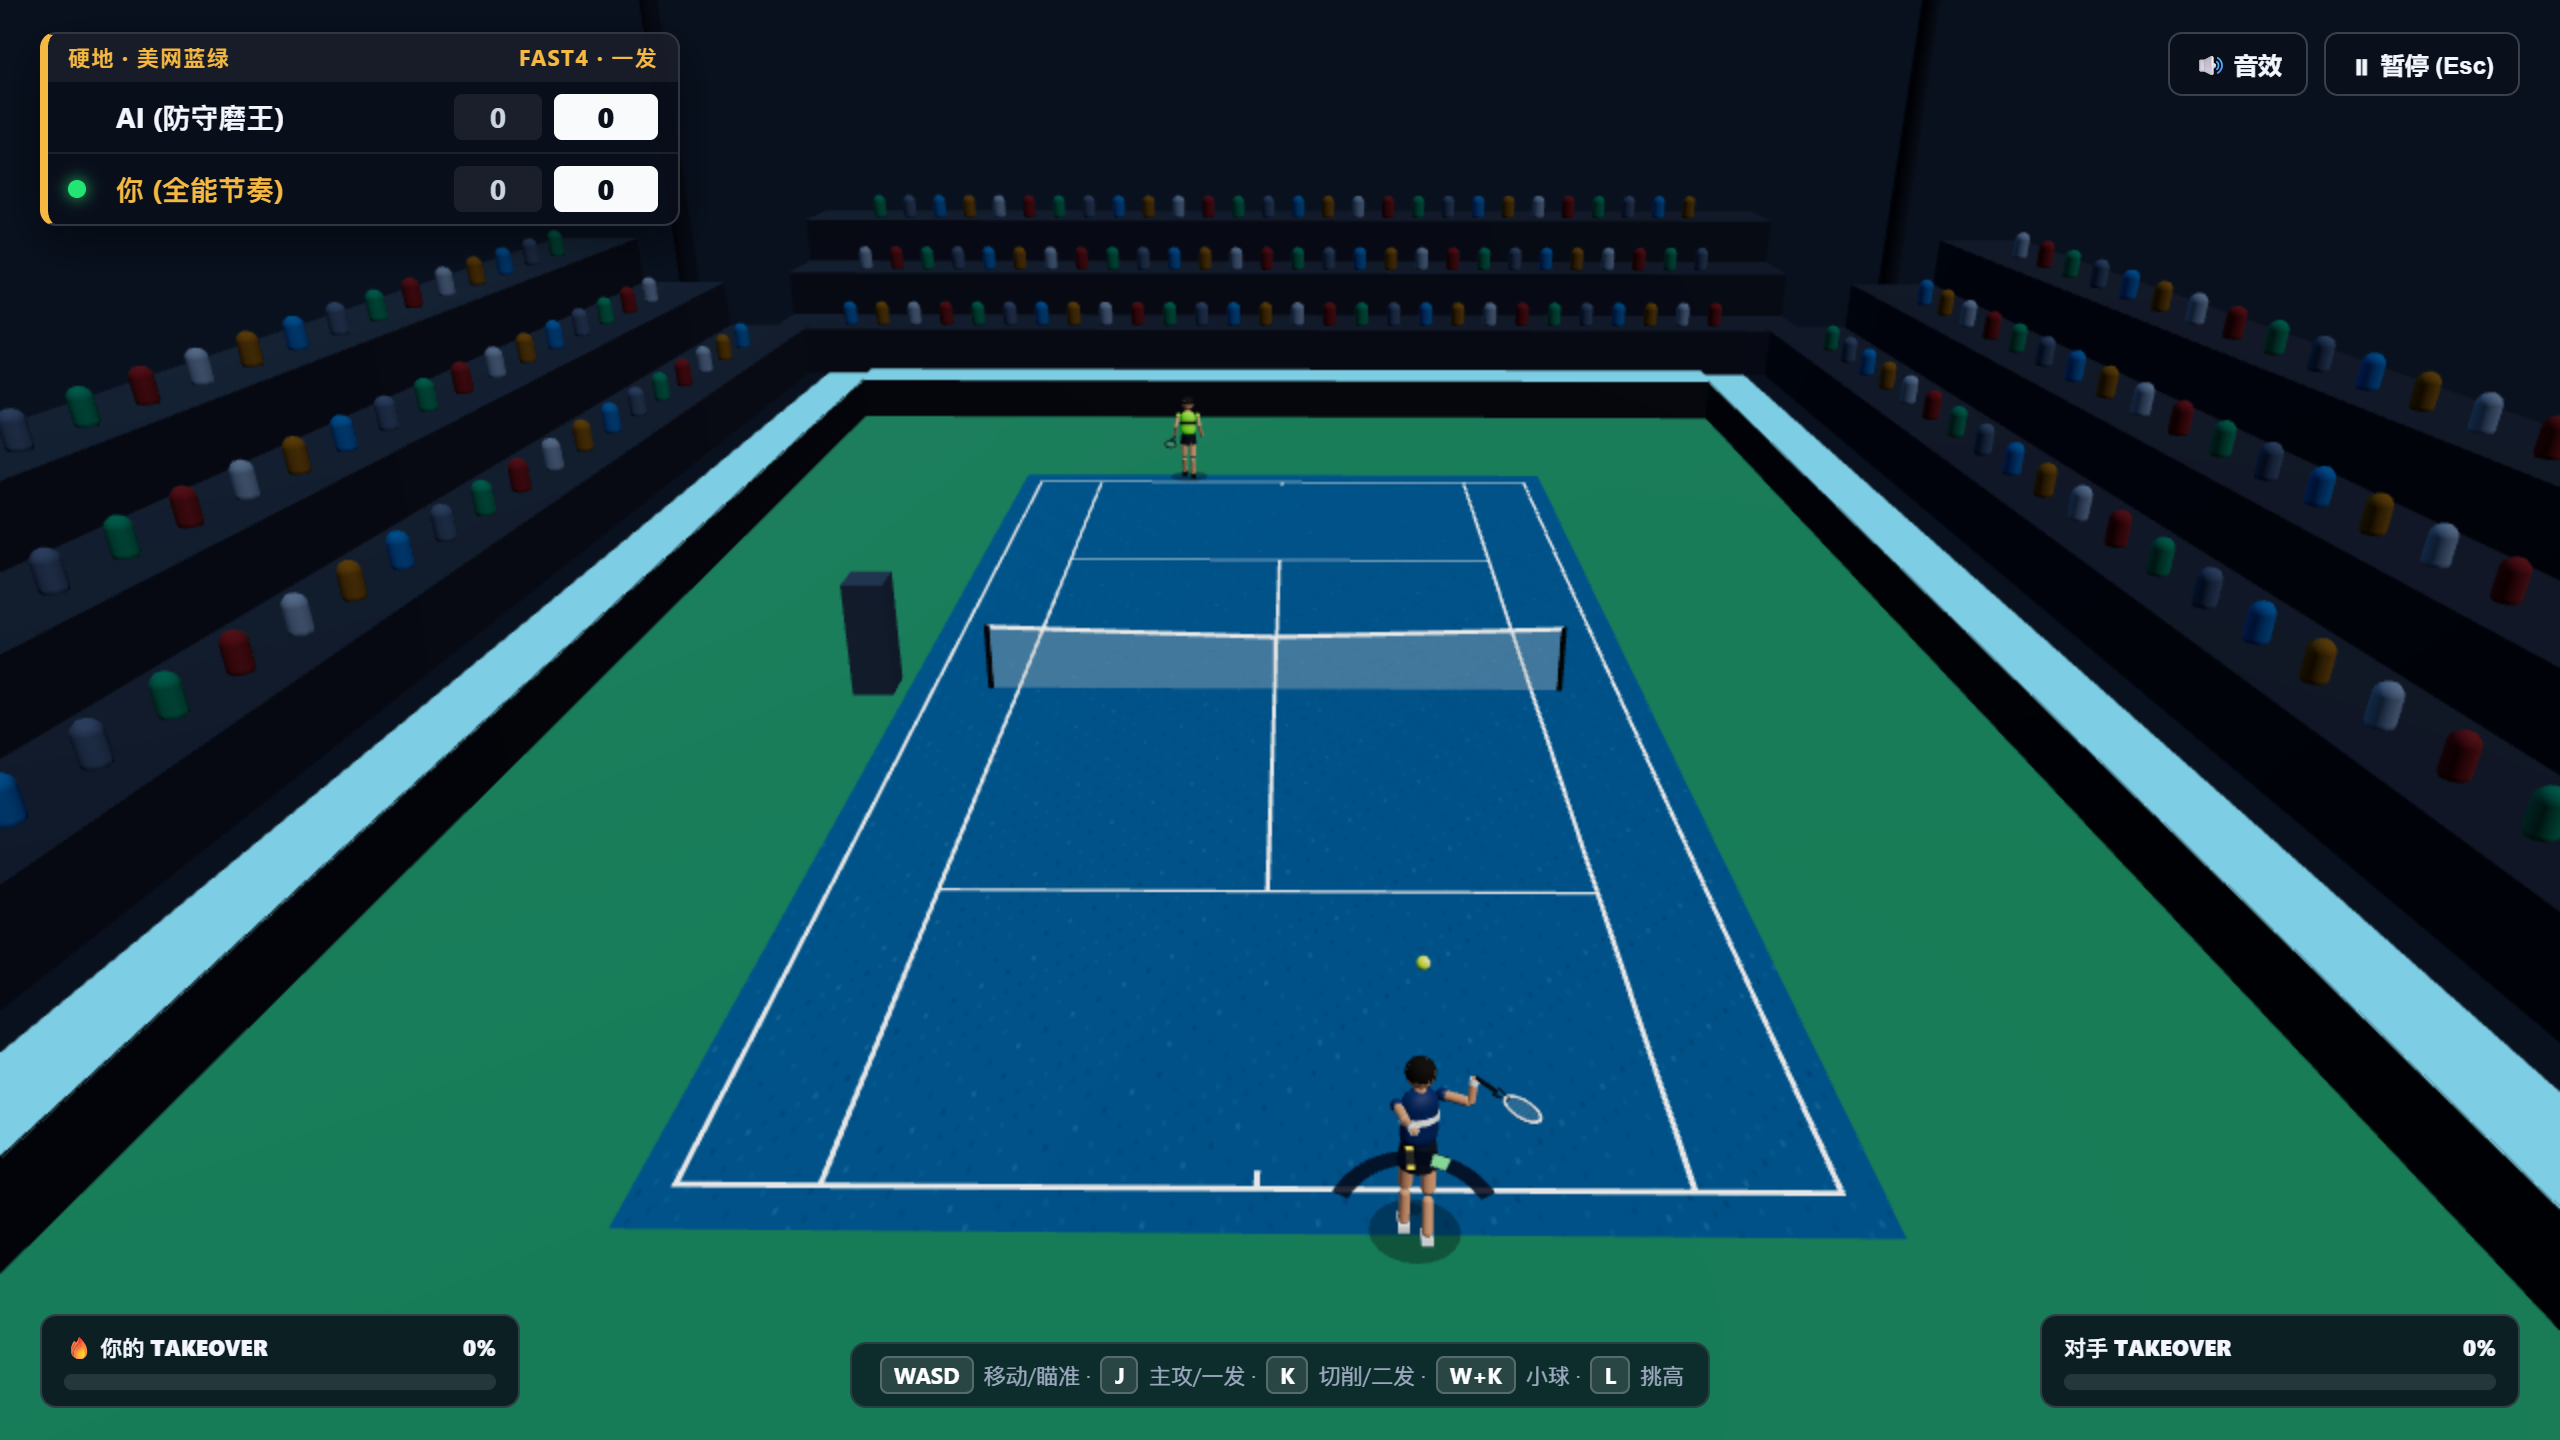 硬地 · 美网蓝绿 FAST4 · 一发
AI (防守磨王) 0 0
你 (全能节奏) 0 0
音效
暂停 (Esc)
你的 TAKEOVER 0%
WASD 移动/瞄准 · J 主攻/一发 · K 切削/二发 · W+K 小球 · L 挑高
对手 TAKEOVER 0%